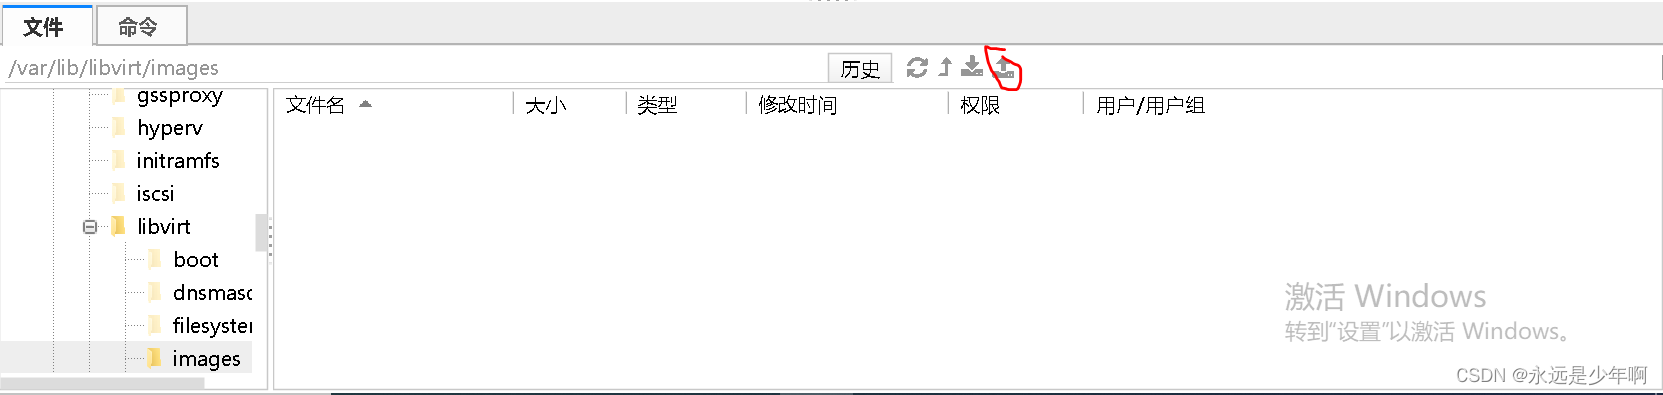 文件 命令
/var/lib/libvirt/images 历史
gssproxy
文件名 大小 类型 修改时间 权限 用户/用户组
hyperv
initramfs
iscsi
libvirt
boot
dnsmasc
filesyster
images
激活 Windows
转到“设置”以激活 Windows。
CSDN @永远是少年啊